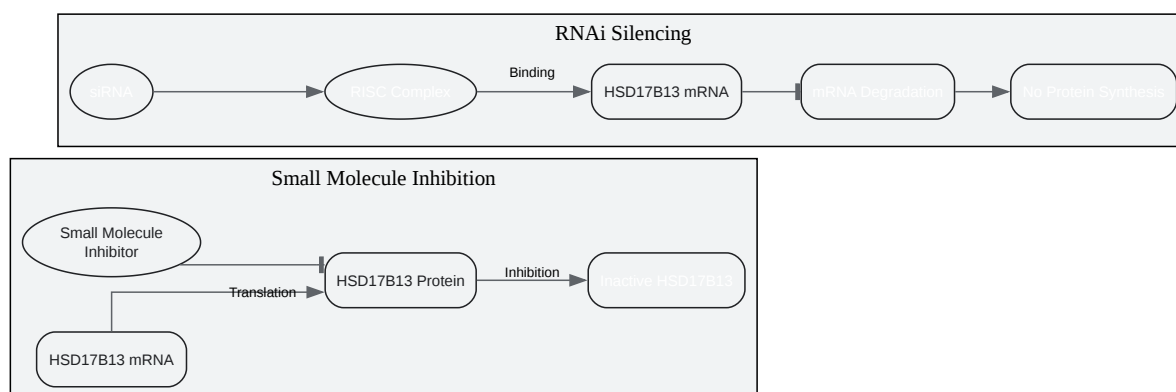 RNAi Silencing
siRNA
RISC Complex
Binding
HSD17B13 mRNA
mRNA Degradation
No Protein Synthesis
Small Molecule Inhibition
Small Molecule
Inhibitor
HSD17B13 Protein
Inhibition
Inactive HSD17B13
Translation
HSD17B13 mRNA